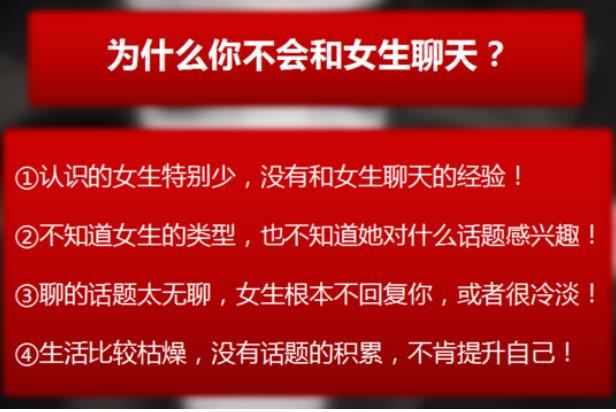 为什么你不会和女生聊天？
①认识的女生特别少，没有和女生聊天的经验！
②不知道女生的类型，也不知道她对什么话题感兴趣！
③聊的话题太无聊，女生根本不回复你，或者很冷淡！
④生活比较枯燥，没有话题的积累，不肯提升自己！